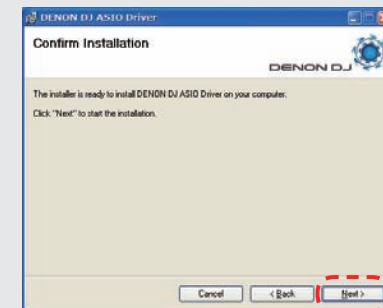 DENON DJ ASIO Driver
Confirm Installation
DENON DJ
The installer is ready to install DENON DJ ASIO Driver on your computer.
Click "Next" to start the installation.
Cancel
< Back
Next >